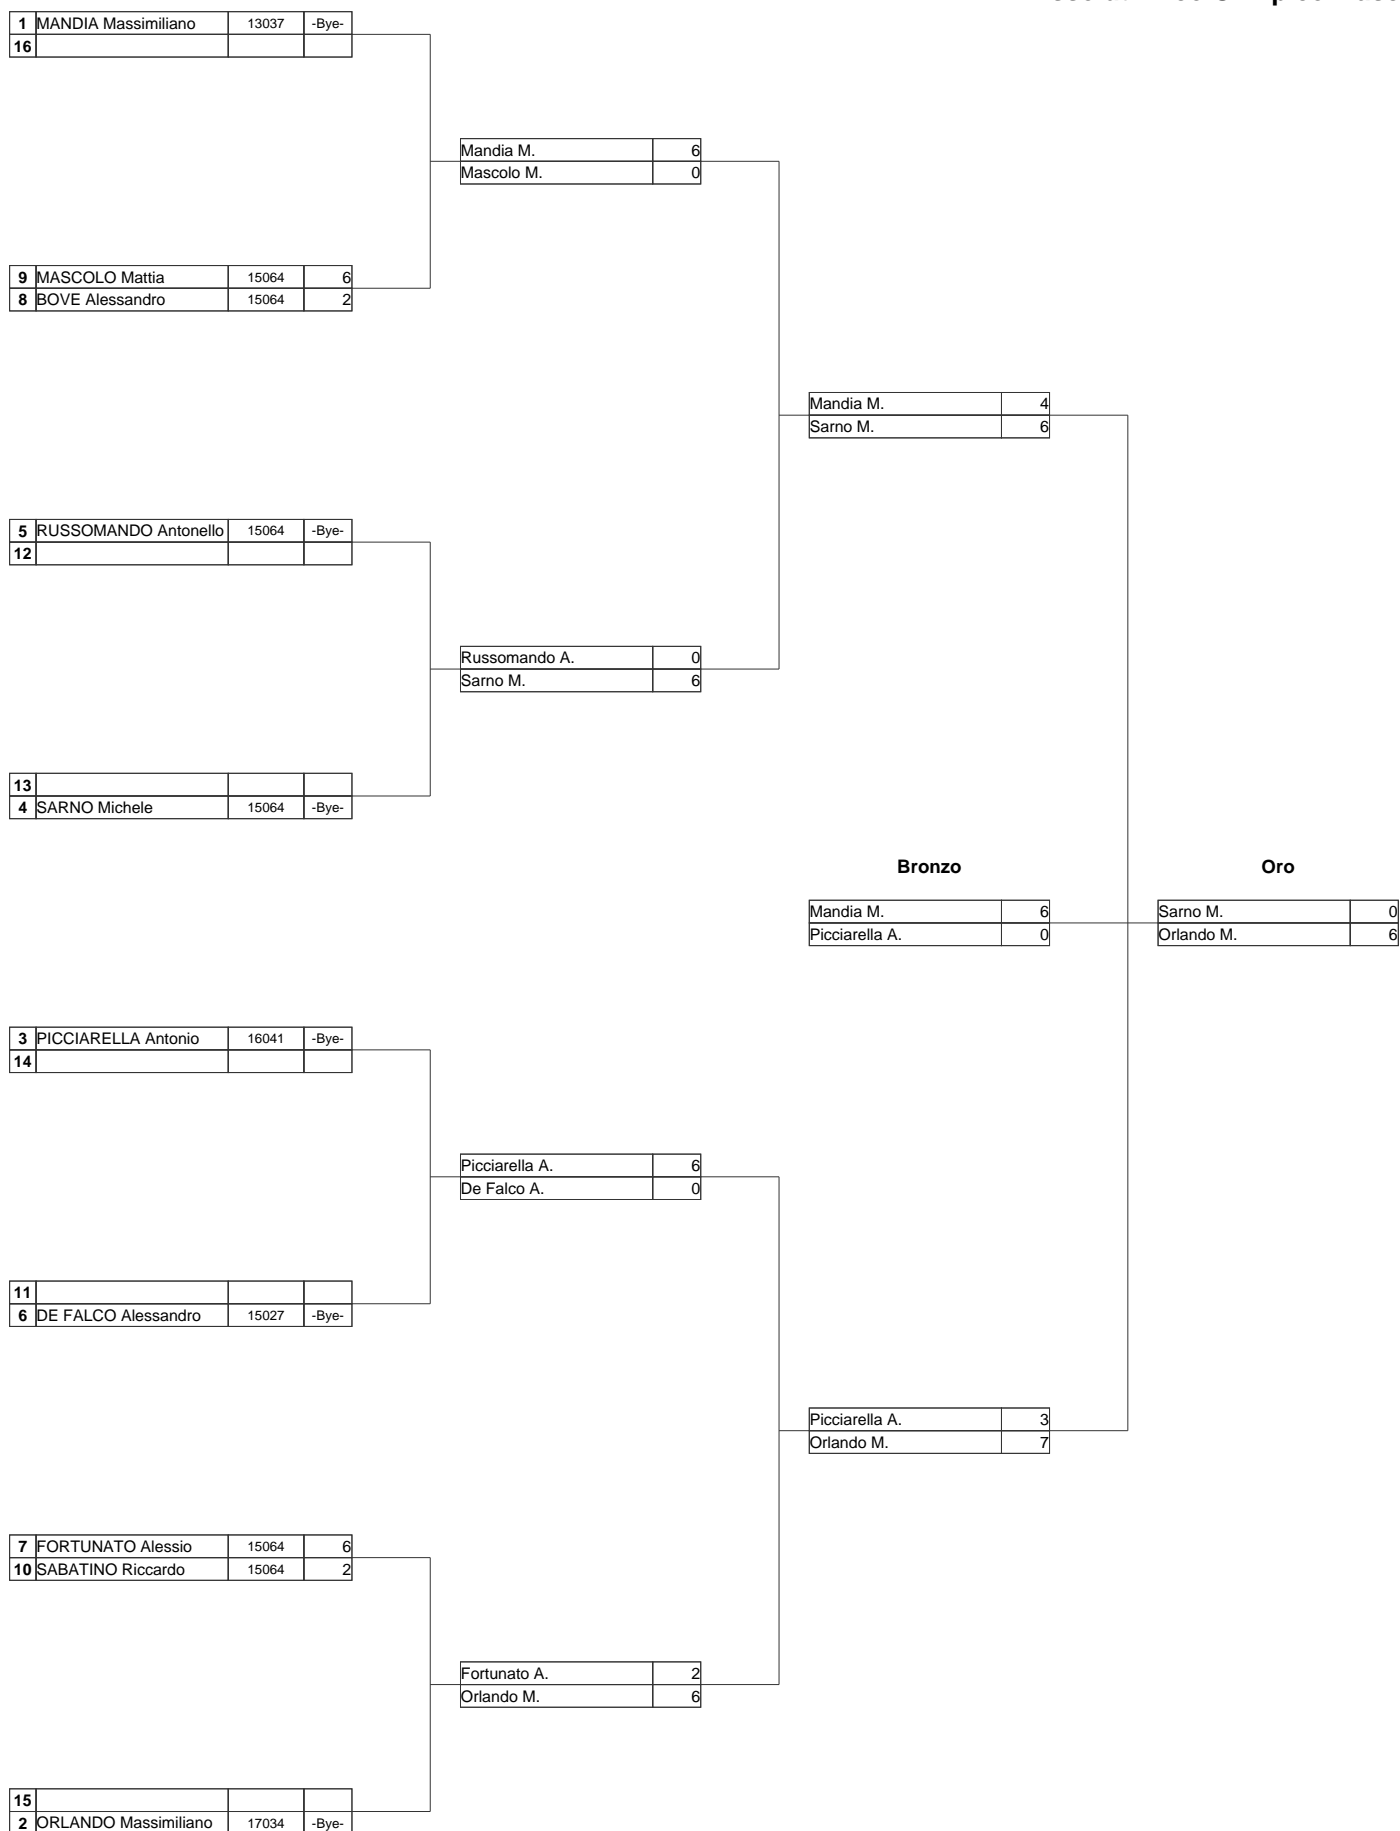 1 MANDIA Massimiliano 13037 -Bye-
16
Mandia M. 6
Mascolo M. 0
9 MASCOLO Mattia 15064 6
8 BOVE Alessandro 15064 2
Mandia M. 4
Sarno M. 6
5 RUSSOMANDO Antonello 15064 -Bye-
12
Russomando A. 0
Sarno M. 6
13
4 SARNO Michele 15064 -Bye-
Bronzo Oro
Mandia M. 6 Sarno M. 0
Picciarella A. 0 Orlando M. 6
3 PICCIARELLA Antonio 16041 -Bye-
14
Picciarella A. 6
De Falco A. 0
11
6 DE FALCO Alessandro 15027 -Bye-
Picciarella A. 3
Orlando M. 7
7 FORTUNATO Alessio 15064 6
10 SABATINO Riccardo 15064 2
Fortunato A. 2
Orlando M. 6
15
2 ORLANDO Massimiliano 17034 -Bye-